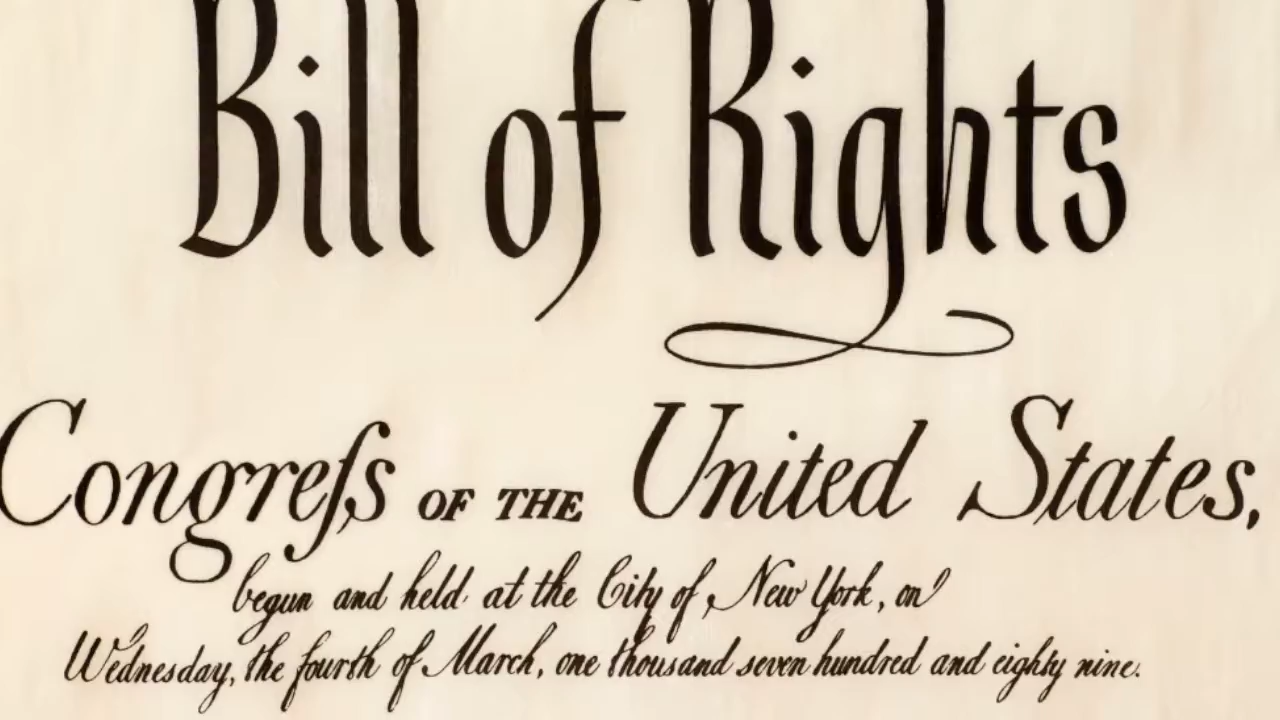 Bill of Rights
Congreſs OF THE United States,
begun and held at the City of New York, on
Wednesday, the fourth of March, one thousand seven hundred and eighty nine.